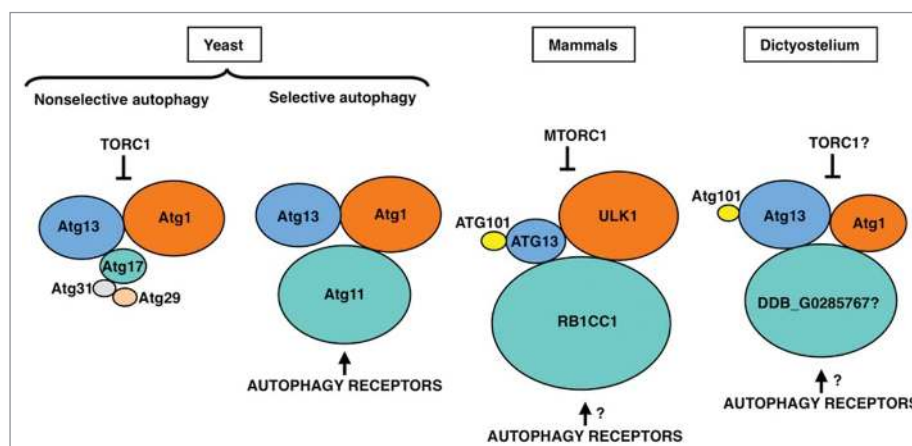 Yeast
Nonselective autophagy
Selective autophagy
TORC1
Atg13
Atg1
Atg17
Atg31
Atg29
Atg13
Atg1
Atg11
AUTOPHAGY RECEPTORS
Mammals
MTORC1
ATG101
ATG13
ULK1
RB1CC1
?
AUTOPHAGY RECEPTORS
Dictyostelium
TORC1?
Atg101
Atg13
Atg1
DDB_G0285767?
?
AUTOPHAGY RECEPTORS